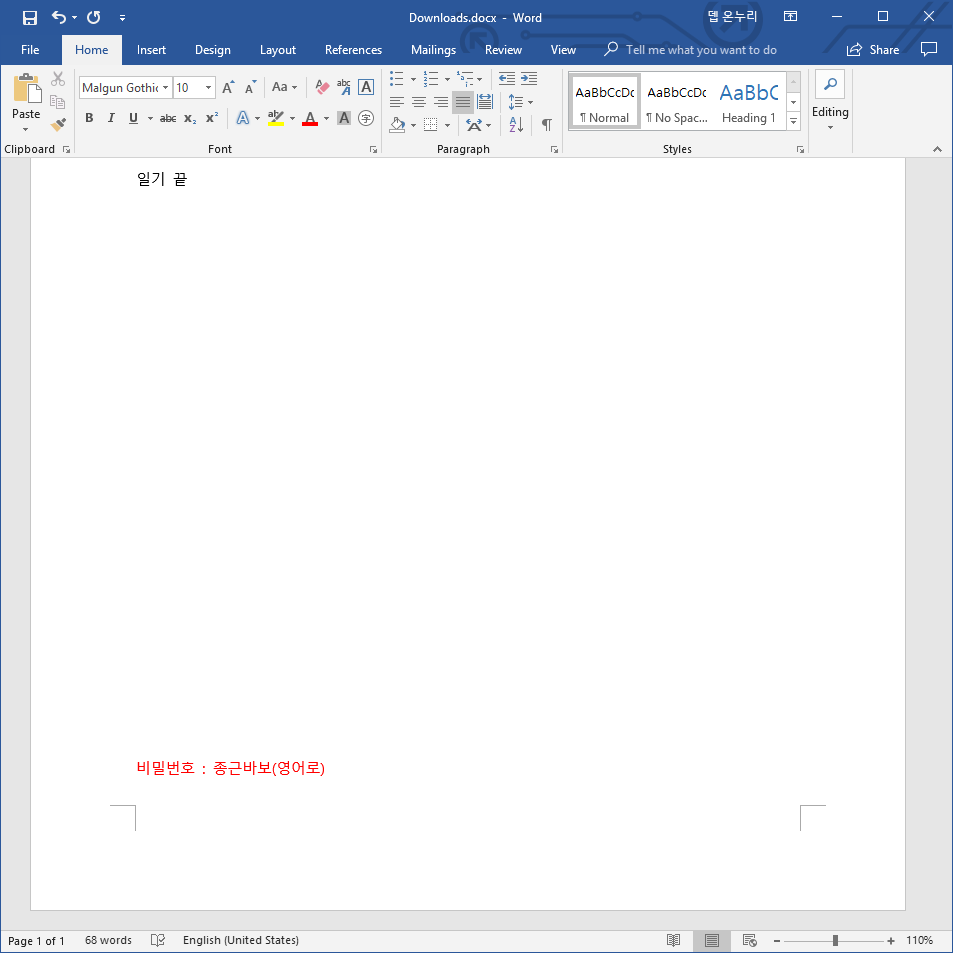 Downloads.docx - Word
뎁 온누리
File Home Insert Design Layout References Mailings Review View Tell me what you want to do Share
Paste
Clipboard
Malgun Gothic 10
Font
Paragraph
AaBbCcDc AaBbCcDc AaBbC
¶ Normal ¶ No Spac... Heading 1
Styles
Editing
일기 끝
비밀번호 : 종근바보(영어로)
Page 1 of 1 68 words English (United States) 110%